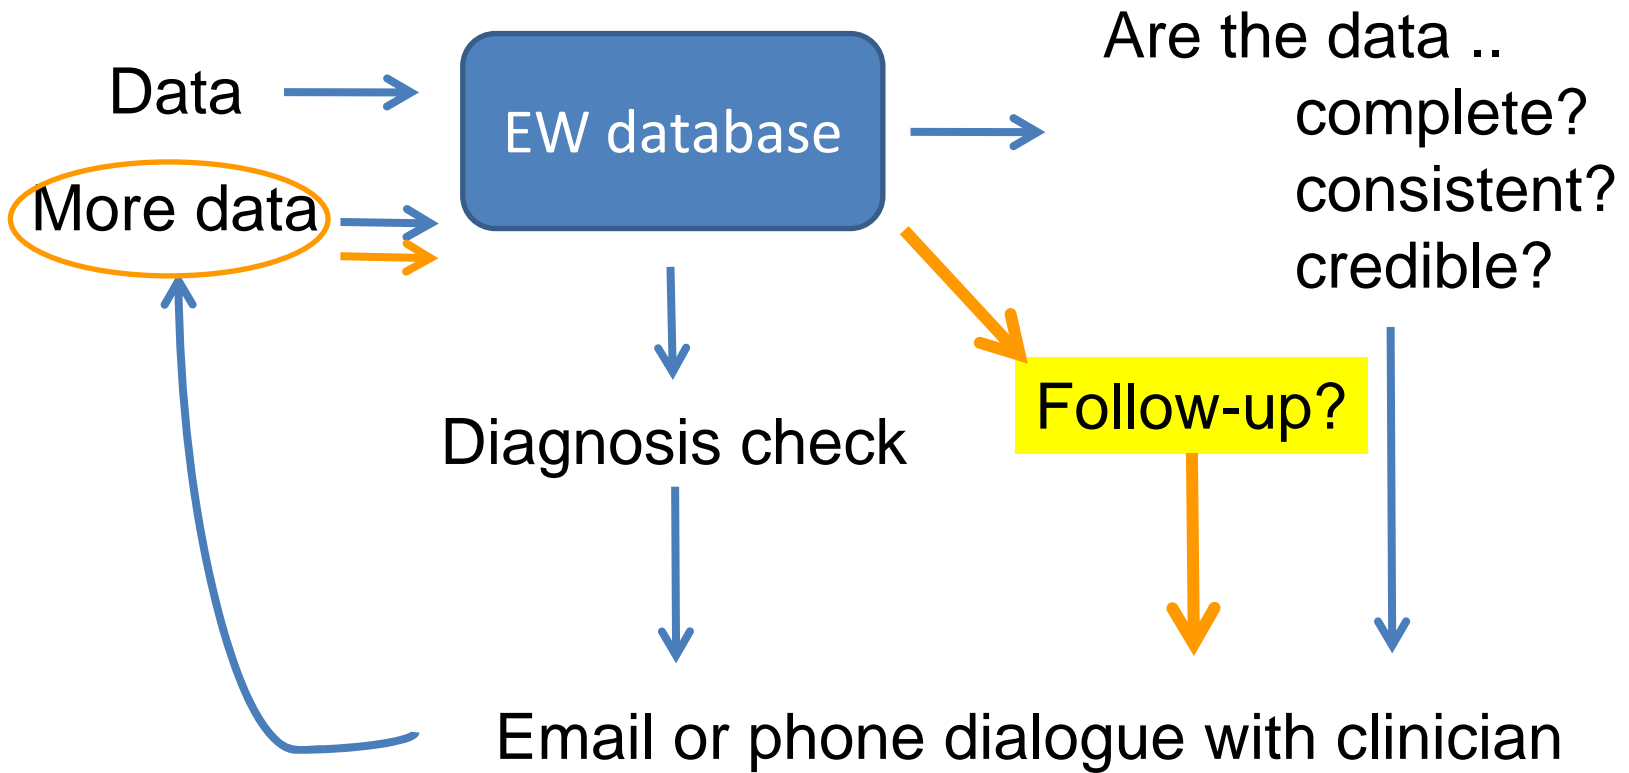 Data
More data
EW database
Are the data ..
complete?
consistent?
credible?
Diagnosis check
Follow-up?
Email or phone dialogue with clinician